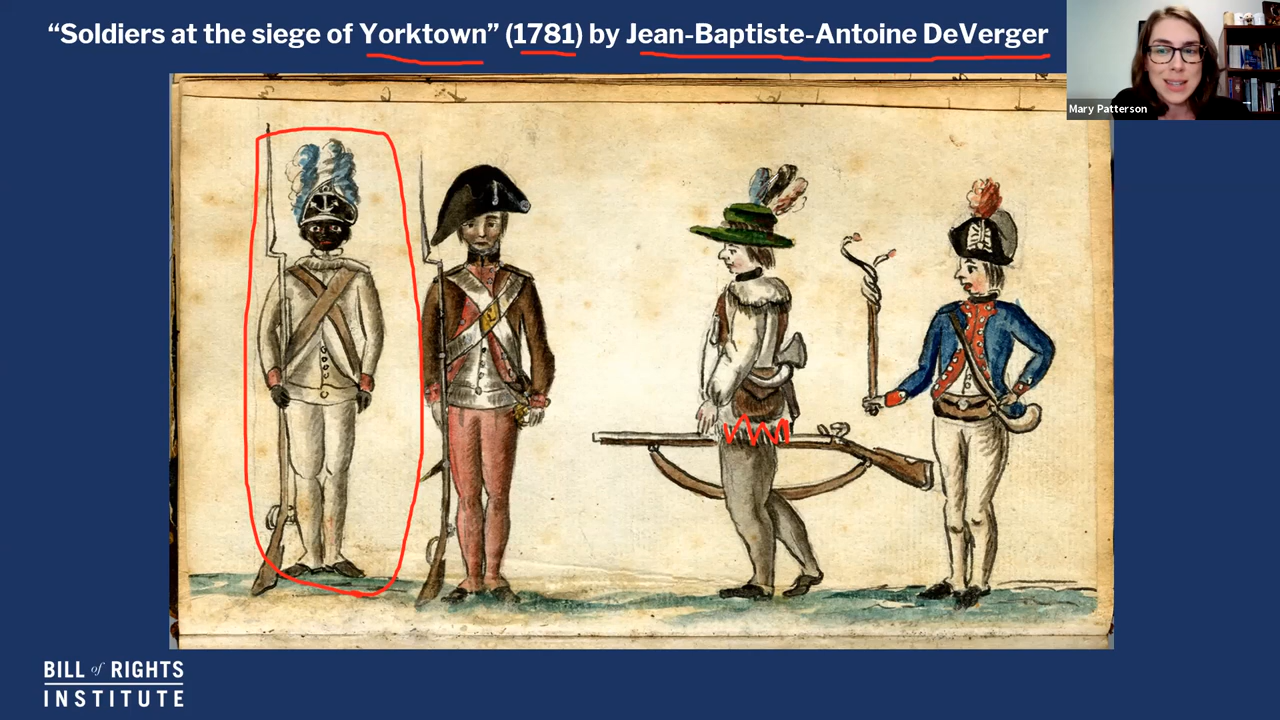 “Soldiers at the siege of Yorktown” (1781) by Jean-Baptiste-Antoine DeVerger
Mary Patterson
BILL of RIGHTS
INSTITUTE